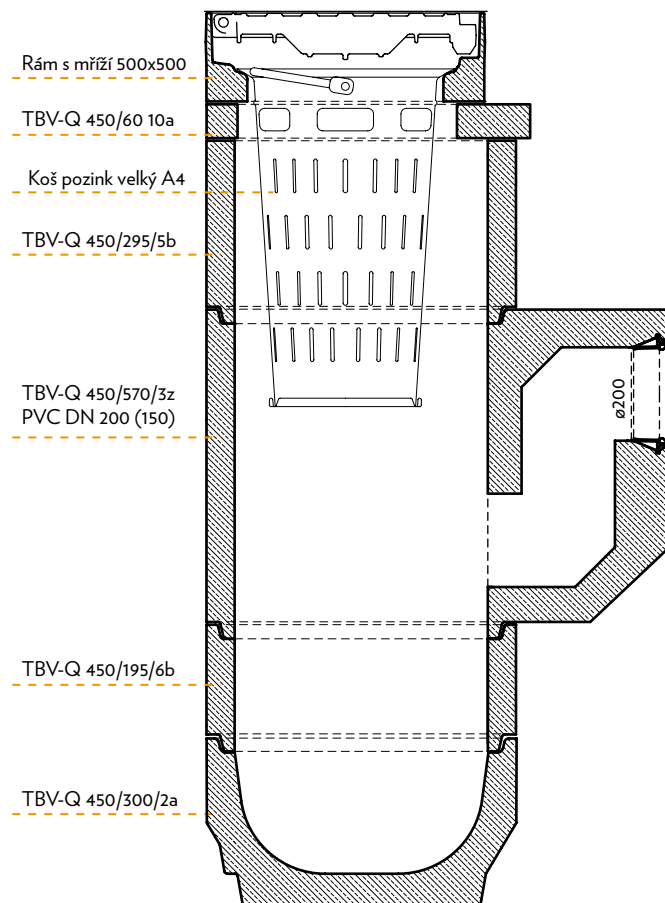 Rám s mříží 500x500
TBV-Q 450/60 10a
Koš pozink velký A4
TBV-Q 450/295/5b
TBV-Q 450/570/3z
PVC DN 200 (150)
ø200
TBV-Q 450/195/6b
TBV-Q 450/300/2a